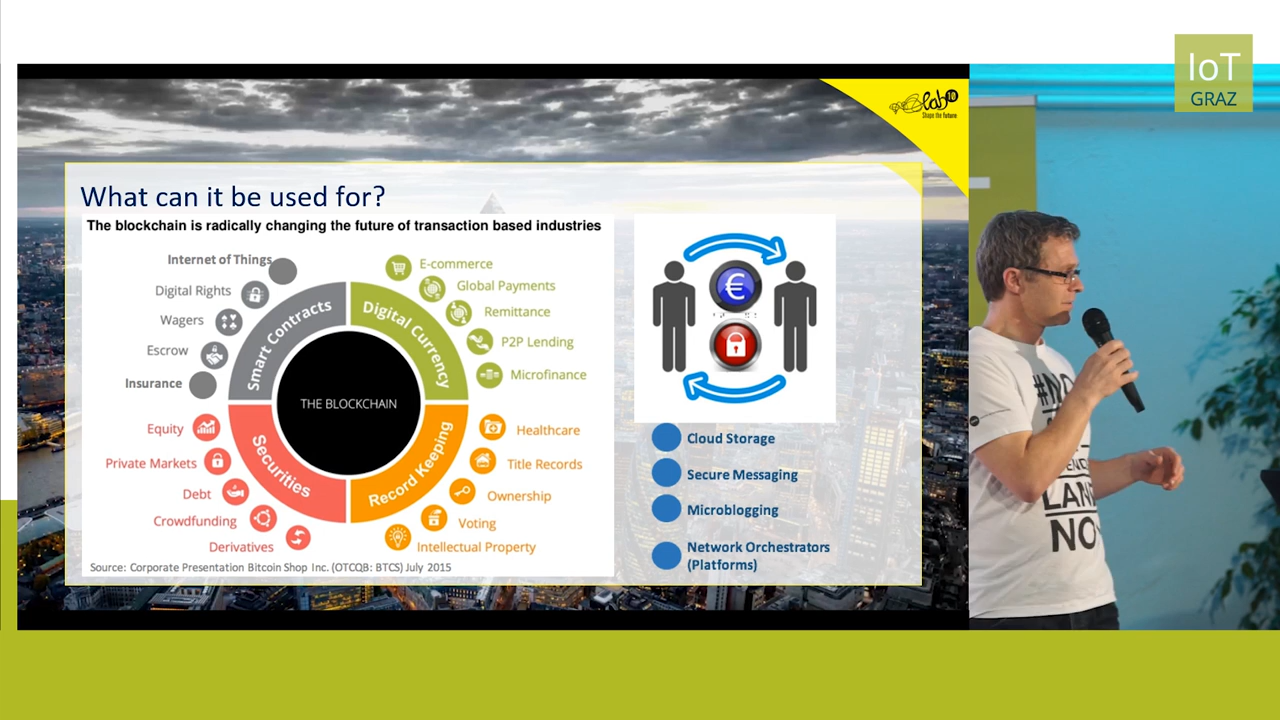 IoT
GRAZ
lab10
Shape the future
What can it be used for?
The blockchain is radically changing the future of transaction based industries
Internet of Things
Digital Rights
Wagers
Escrow
Insurance
Smart Contracts
Digital Currency
E-commerce
Global Payments
Remittance
P2P Lending
Microfinance
THE BLOCKCHAIN
Equity
Private Markets
Debt
Crowdfunding
Derivatives
Securities
Record Keeping
Healthcare
Title Records
Ownership
Voting
Intellectual Property
Source: Corporate Presentation Bitcoin Shop Inc. (OTCQB: BTCS) July 2015
€
Cloud Storage
Secure Messaging
Microblogging
Network Orchestrators
(Platforms)
LAN
NO